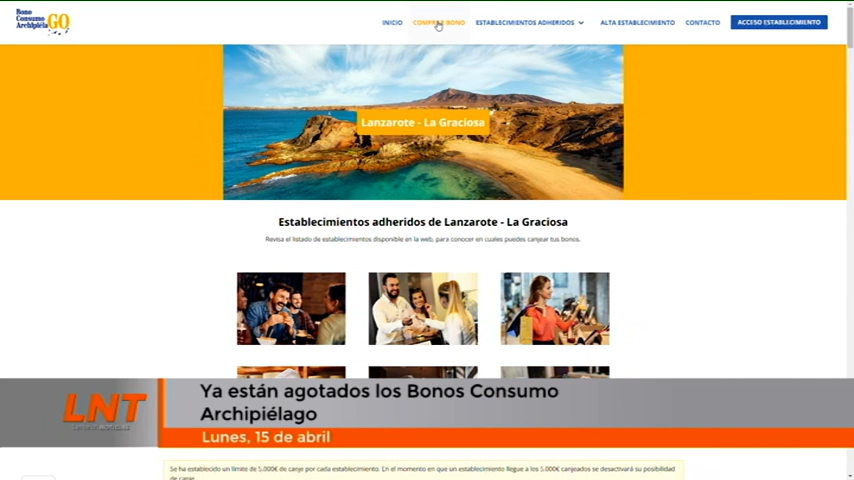 Bono
Consumo
ArchipiélaGO
INICIO
COMPRAR BONO
ESTABLECIMIENTOS ADHERIDOS
ALTA ESTABLECIMIENTO
CONTACTO
ACCESO ESTABLECIMIENTO
Lanzarote - La Graciosa
Establecimientos adheridos de Lanzarote - La Graciosa
Revisa el listado de establecimientos disponible en la web, para conocer en cuales puedes canjear tus bonos.
LNT
Ya están agotados los Bonos Consumo
Archipiélago
Lunes, 15 de abril
Se ha establecido un límite de 5.000€ de canje por cada establecimiento. En el momento en que un establecimiento llegue a los 5.000€ canjeados se desactivará su posibilidad
de canje